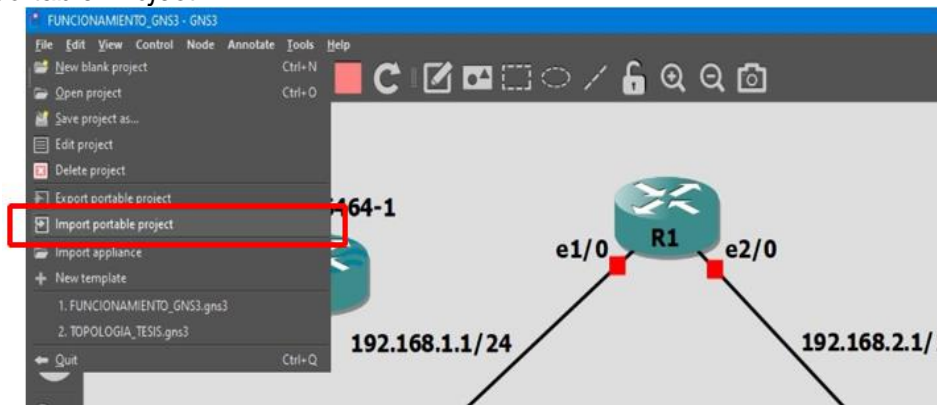 FUNCIONAMIENTO_GNS3 - GNS3
File Edit View Control Node Annotate Tools Help
New blank project Ctrl+N
Open project Ctrl+O
Save project as...
Edit project
Delete project
Export portable project
Import portable project
Import appliance
New template
1. FUNCIONAMIENTO_GNS3.gns3
2. TOPOLOGIA_TESIS.gns3
Quit Ctrl+Q
464-1
R1
e1/0
e2/0
192.168.1.1/24
192.168.2.1/